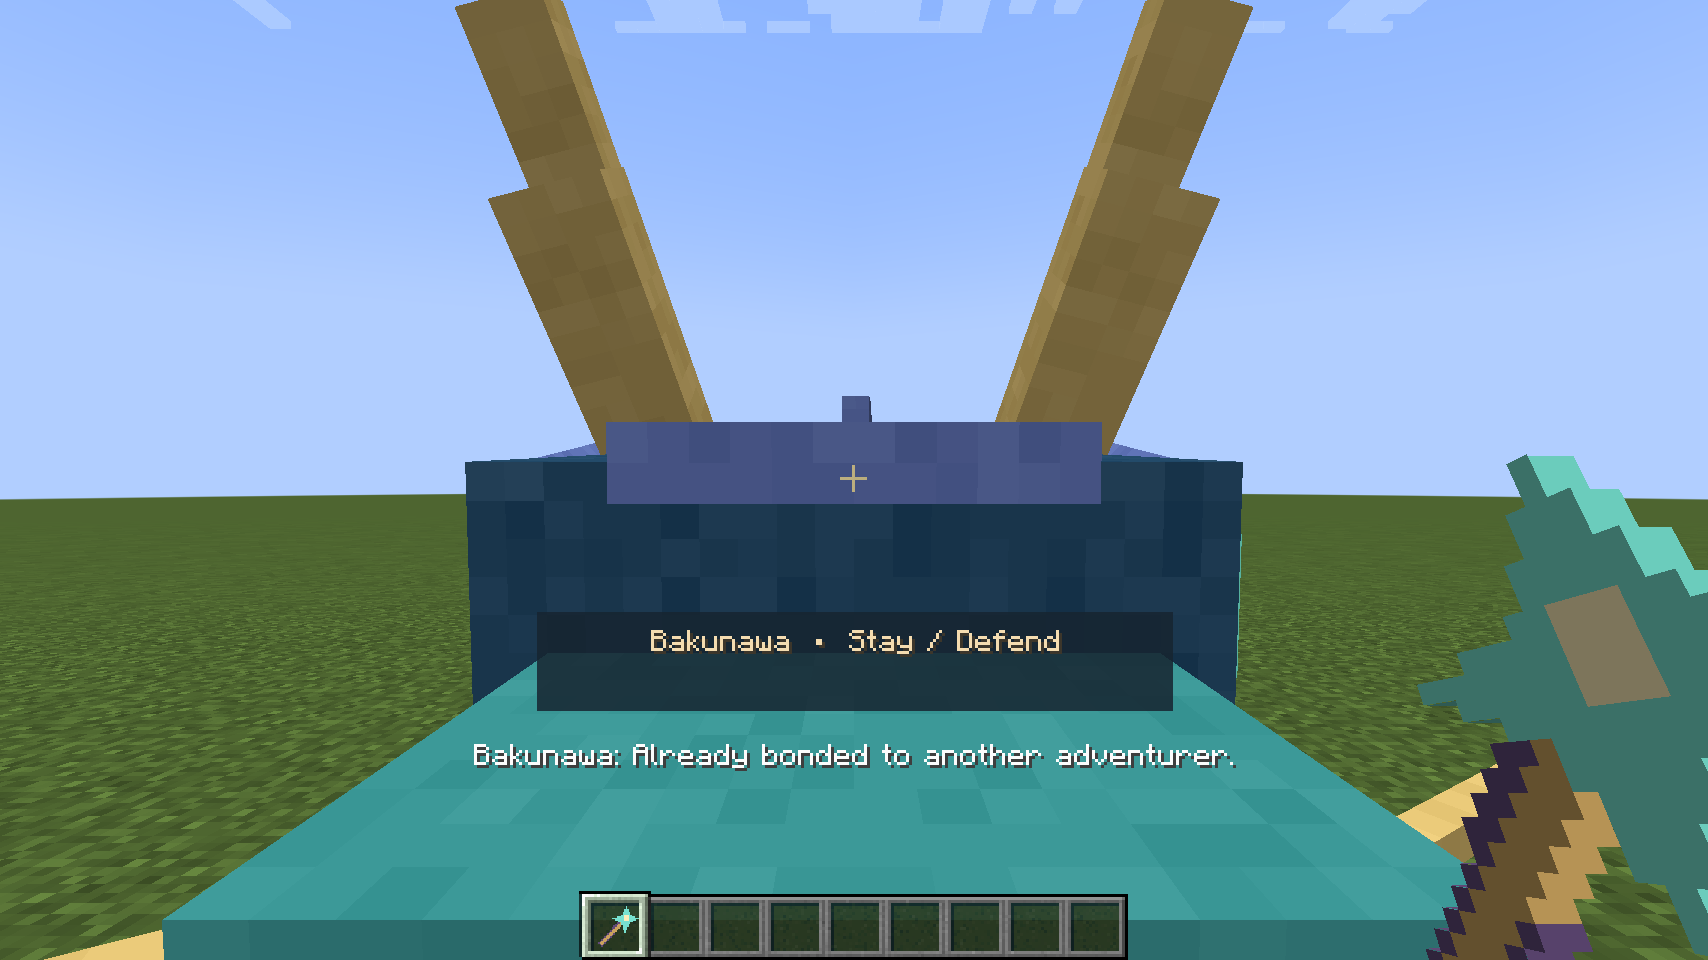 Bakunawa • Stay / Defend
Bakunawa: Already bonded to another adventurer.